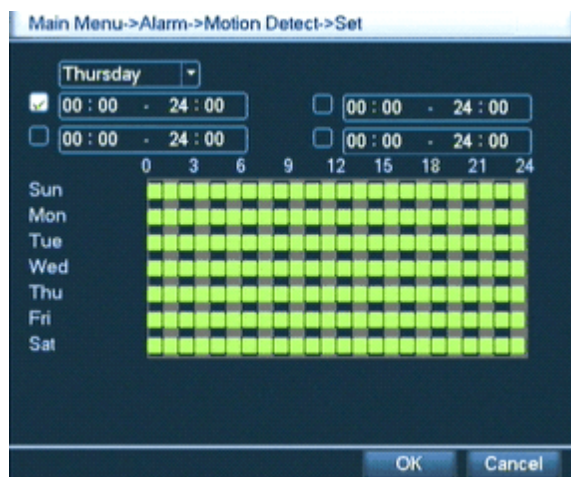 Main Menu->Alarm->Motion Detect->Set
Thursday
00 : 00 - 24 : 00 00 : 00 - 24 : 00
00 : 00 - 24 : 00 00 : 00 - 24 : 00
0 3 6 9 12 15 18 21 24
Sun
Mon
Tue
Wed
Thu
Fri
Sat
OK Cancel